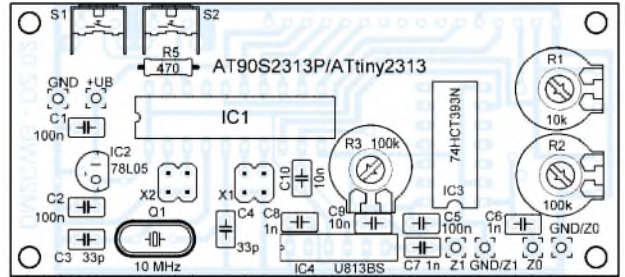 S1
S2
R5
470
AT90S2313P/ATtiny2313
R1
10k
GND
+UB
C1
100n
IC1
74HCT393N
IC3
IC2
78L05
R3
100k
R2
100k
C2
100n
X2
X1
C10
10n
C3
33p
Q1
10 MHz
C4
33p
C8
1n
C9
10n
C5
100n
C6
1n
GND/Z0
IC4
U813BS
C7 1n
Z1
GND/Z1
Z0